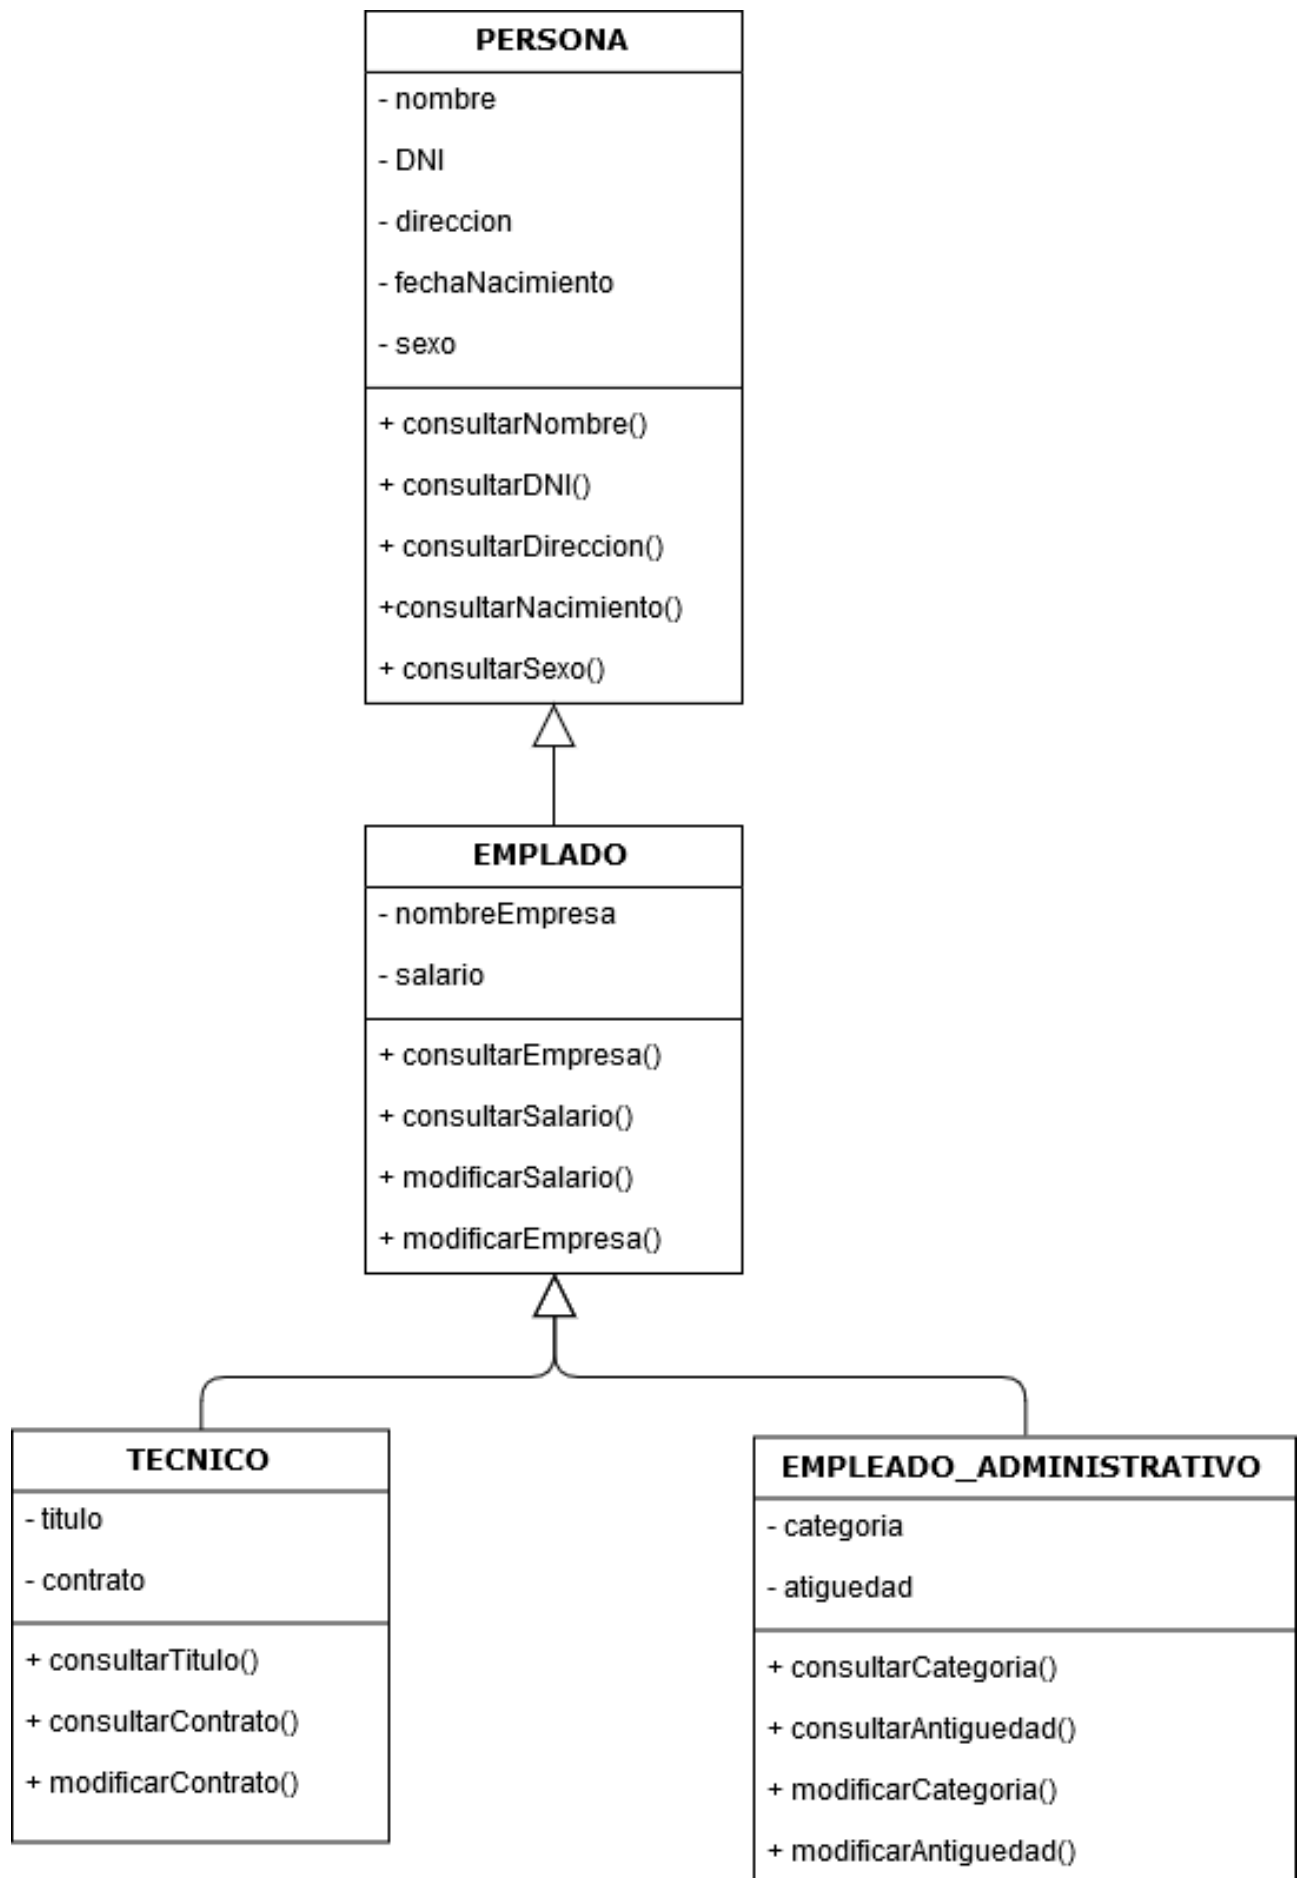 PERSONA
- nombre
- DNI
- direccion
- fechaNacimiento
- sexo
+ consultarNombre()
+ consultarDNI()
+ consultarDireccion()
+consultarNacimiento()
+ consultarSexo()
EMPLADO
- nombreEmpresa
- salario
+ consultarEmpresa()
+ consultarSalario()
+ modificarSalario()
+ modificarEmpresa()
TECNICO
- titulo
- contrato
+ consultarTitulo()
+ consultarContrato()
+ modificarContrato()
EMPLEADO_ADMINISTRATIVO
- categoria
- atiguedad
+ consultarCategoria()
+ consultarAntiguedad()
+ modificarCategoria()
+ modificarAntiguedad()